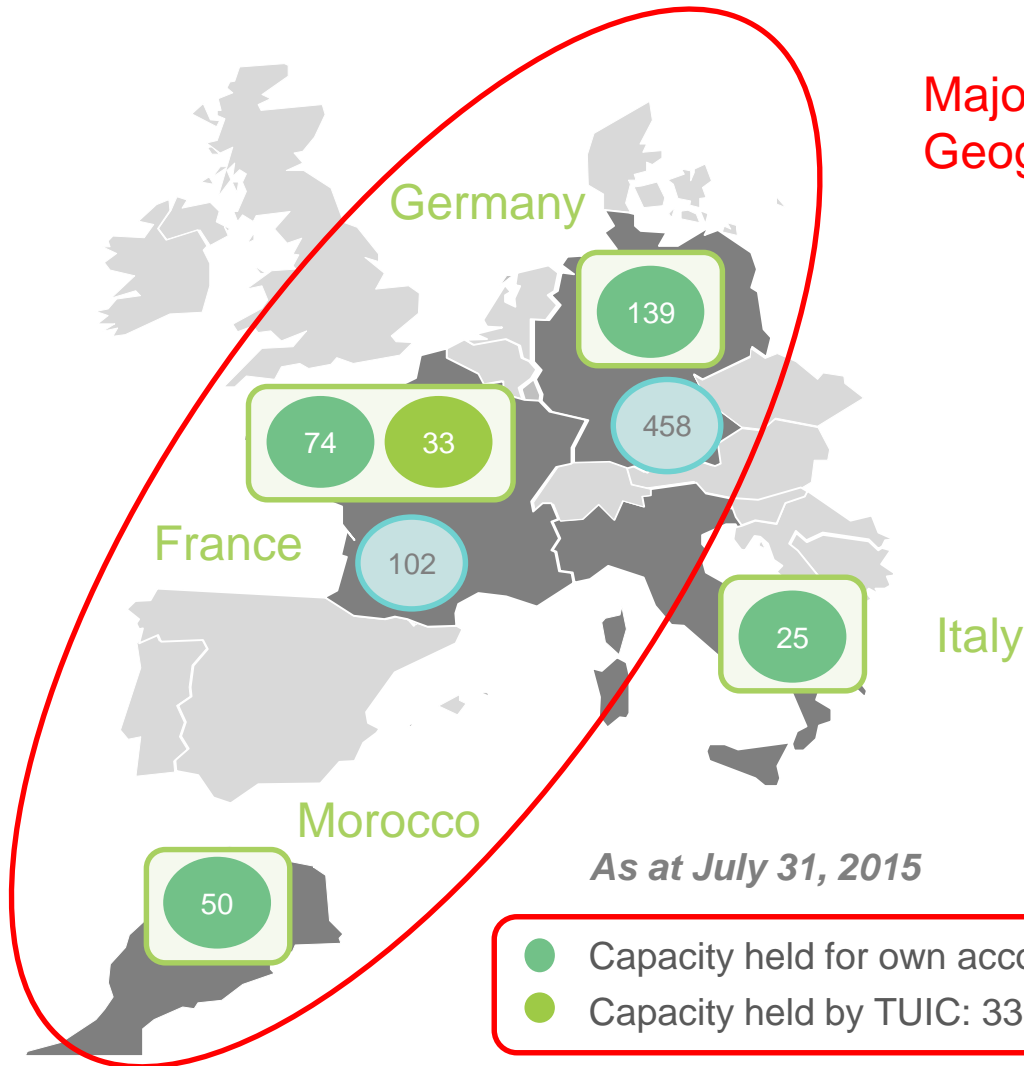 Majo
Geog
Germany
139
458
74 33
France
102
25
Italy
Morocco
50
As at July 31, 2015
Capacity held for own acco
Capacity held by TUIC: 33